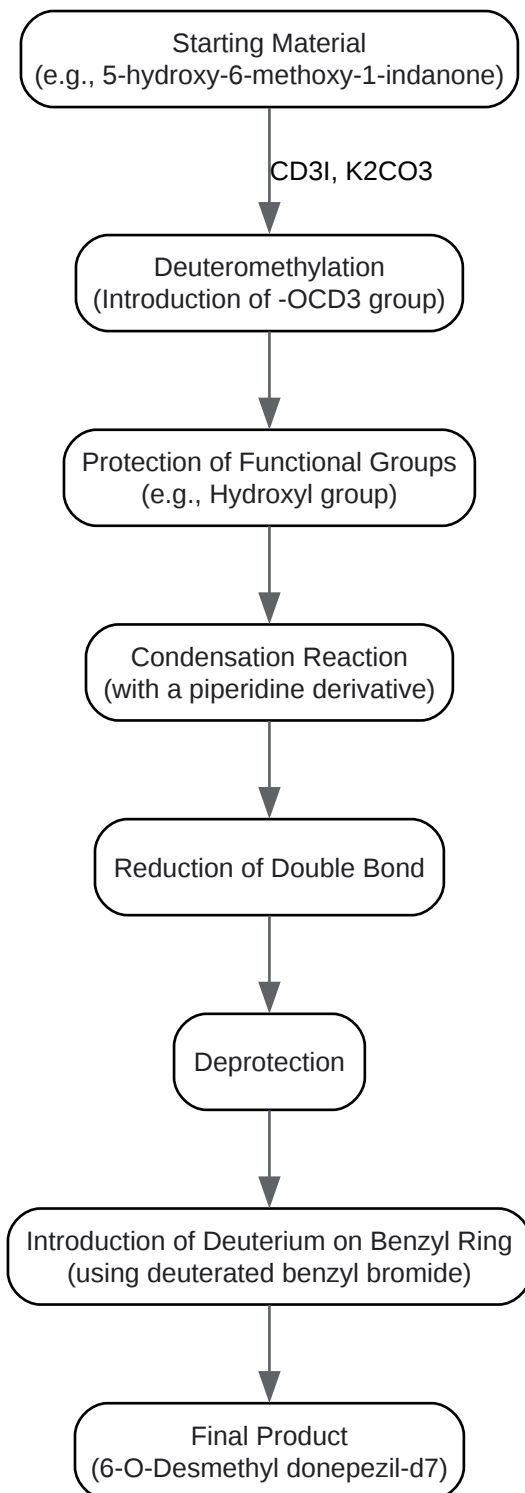 Starting Material
(e.g., 5-hydroxy-6-methoxy-1-indanone)
CD3I, K2CO3
Deuteromethylation
(Introduction of -OCD3 group)
Protection of Functional Groups
(e.g., Hydroxyl group)
Condensation Reaction
(with a piperidine derivative)
Reduction of Double Bond
Deprotection
Introduction of Deuterium on Benzyl Ring
(using deuterated benzyl bromide)
Final Product
(6-O-Desmethyl donepezil-d7)